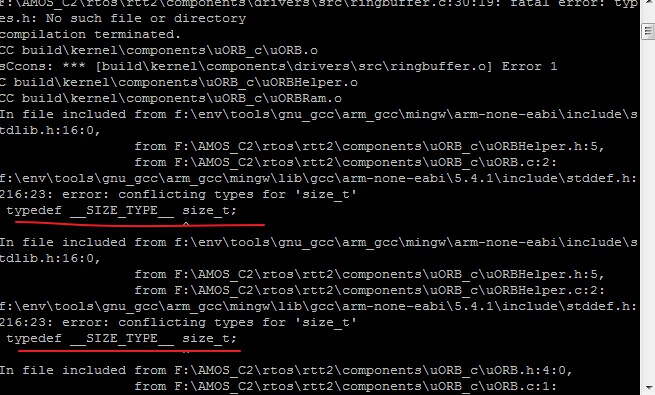 F:\AMOS_C2\rtos\rtt2\components\drivers\src\ringbuffer.c:30:19: fatal error: typ
es.h: No such file or directory
compilation terminated.
CC build\kernel\components\uORB_c\uORB.o
sCcons: *** [build\kernel\components\drivers\src\ringbuffer.o] Error 1
C build\kernel\components\uORB_c\uORBHelper.o
CC build\kernel\components\uORB_c\uORBRam.o
In file included from f:\env\tools\gnu_gcc\arm_gcc\mingw\arm-none-eabi\include\s
tdlib.h:16:0,
from F:\AMOS_C2\rtos\rtt2\components\uORB_c\uORBHelper.h:5,
from F:\AMOS_C2\rtos\rtt2\components\uORB_c\uORB.c:2:
f:\env\tools\gnu_gcc\arm_gcc\mingw\lib\gcc\arm-none-eabi\5.4.1\include\stddef.h:
216:23: error: conflicting types for 'size_t'
typedef __SIZE_TYPE__ size_t;
^
In file included from f:\env\tools\gnu_gcc\arm_gcc\mingw\arm-none-eabi\include\s
tdlib.h:16:0,
from F:\AMOS_C2\rtos\rtt2\components\uORB_c\uORBHelper.h:5,
from F:\AMOS_C2\rtos\rtt2\components\uORB_c\uORBHelper.c:2:
f:\env\tools\gnu_gcc\arm_gcc\mingw\lib\gcc\arm-none-eabi\5.4.1\include\stddef.h:
216:23: error: conflicting types for 'size_t'
typedef __SIZE_TYPE__ size_t;
^
In file included from F:\AMOS_C2\rtos\rtt2\components\uORB_c\uORB.h:4:0,
from F:\AMOS_C2\rtos\rtt2\components\uORB_c\uORB.c:1: